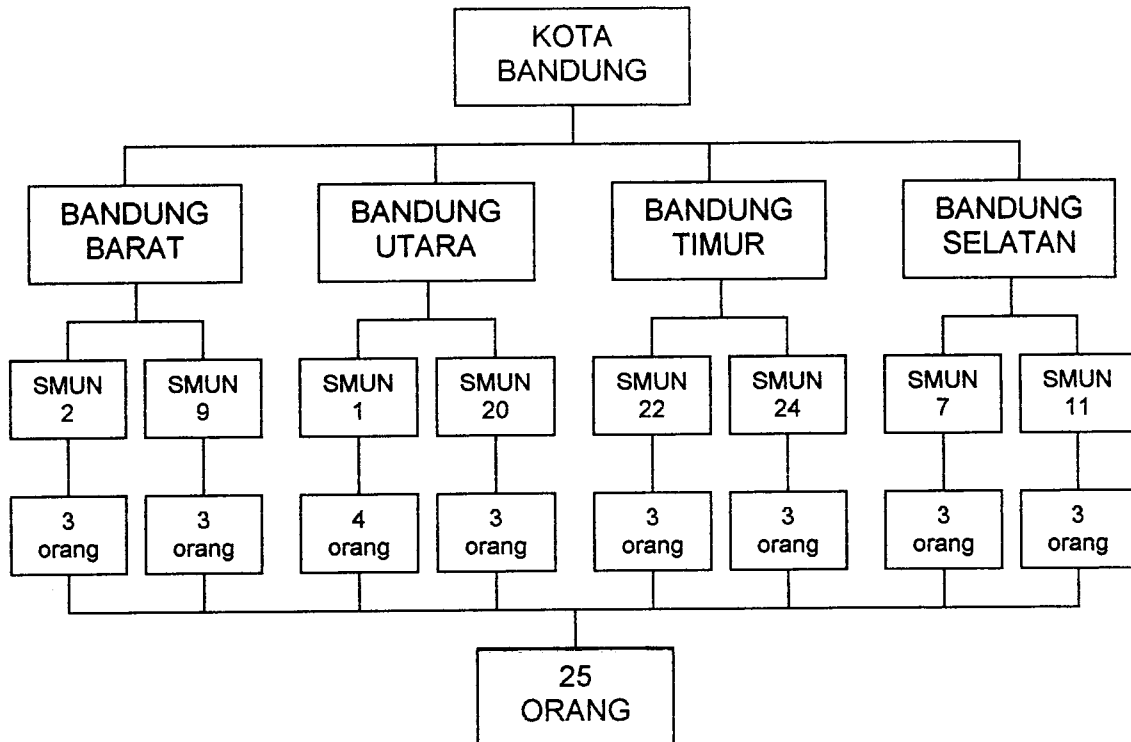 KOTA
BANDUNG
BANDUNG
BARAT
BANDUNG
UTARA
BANDUNG
TIMUR
BANDUNG
SELATAN
SMUN
2
SMUN
9
SMUN
1
SMUN
20
SMUN
22
SMUN
24
SMUN
7
SMUN
11
3
orang
3
orang
4
orang
3
orang
3
orang
3
orang
3
orang
3
orang
25
ORANG